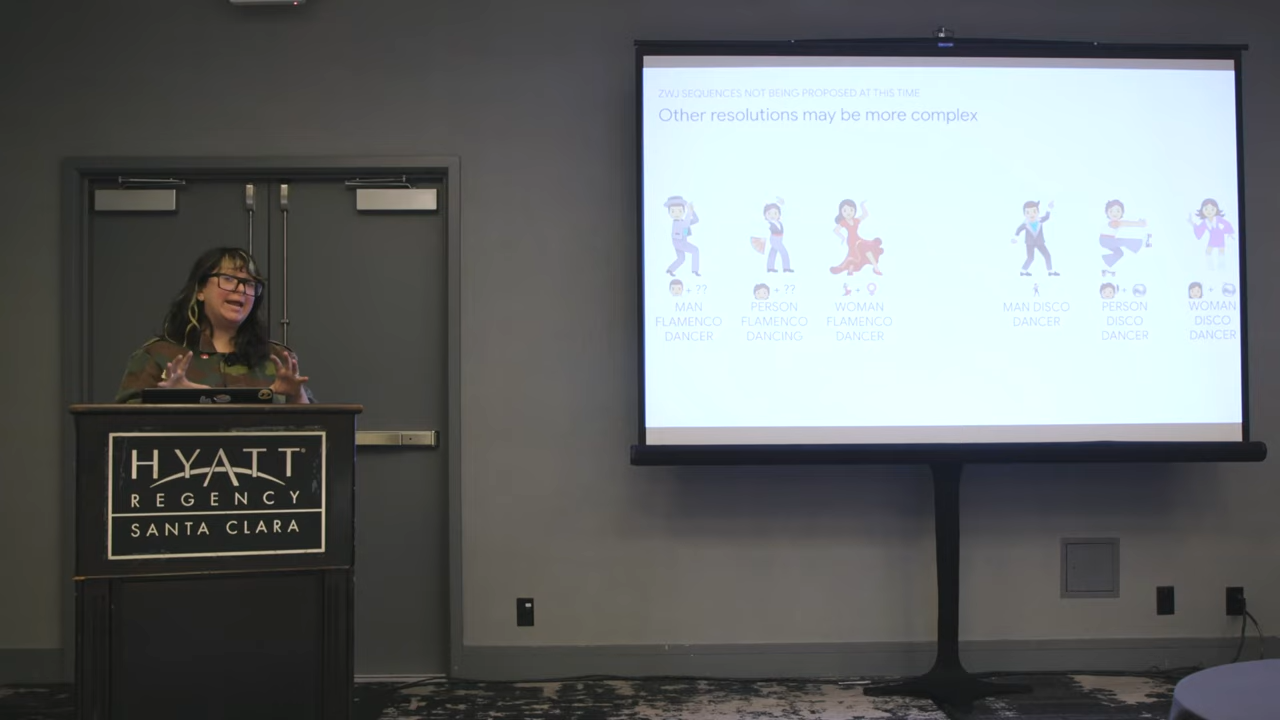 ZWJ SEQUENCES NOT BEING PROPOSED AT THIS TIME
Other resolutions may be more complex
+ ??
+ ??
+
+
+
MAN
FLAMENCO
DANCER
PERSON
FLAMENCO
DANCING
WOMAN
FLAMENCO
DANCER
MAN DISCO
DANCER
PERSON
DISCO
DANCER
WOMAN
DISCO
DANCER
HYATT
REGENCY
SANTA CLARA